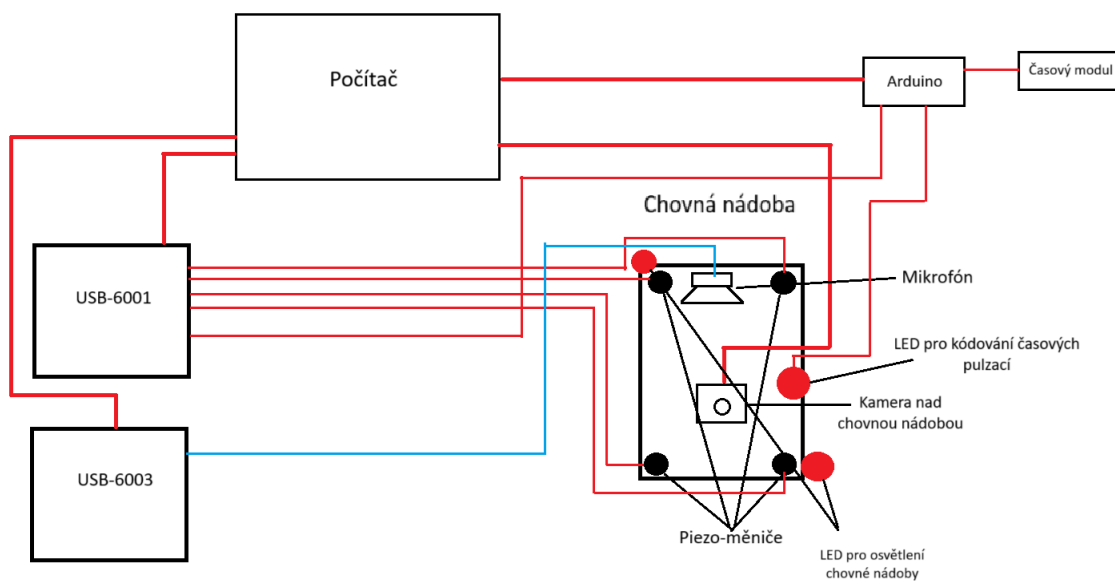 Počítač
Arduino
Časový modul
Chovná nádoba
USB-6001
Mikrofón
LED pro kódování časových
pulzací
Kamera nad
chovnou nádobou
USB-6003
Piezo-měniče
LED pro osvětlení
chovné nádoby